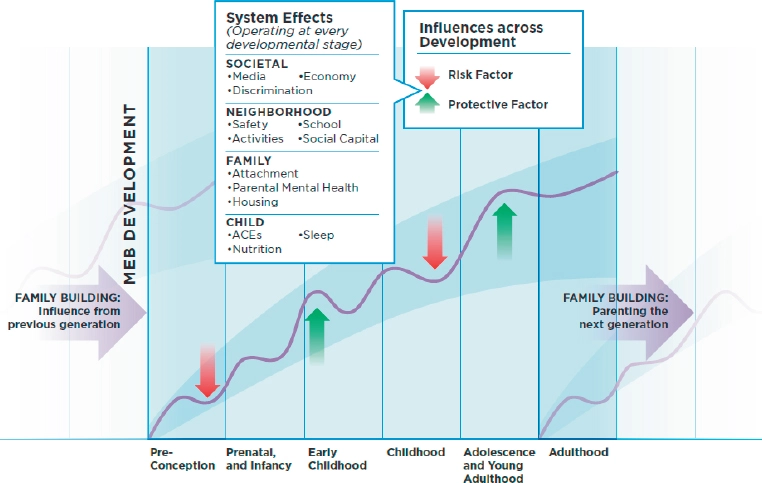 System Effects
(Operating at every
developmental stage)
SOCIETAL
•Media •Economy
•Discrimination
NEIGHBORHOOD
•Safety •School
•Activities •Social Capital
FAMILY
•Attachment
•Parental Mental Health
•Housing
CHILD
•ACEs •Sleep
•Nutrition
Influences across
Development
Risk Factor
Protective Factor
MEB DEVELOPMENT
FAMILY BUILDING:
Influence from
previous generation
FAMILY BUILDING:
Parenting the
next generation
Pre-
Conception
Prenatal,
and Infancy
Early
Childhood
Childhood
Adolescence
and Young
Adulthood
Adulthood